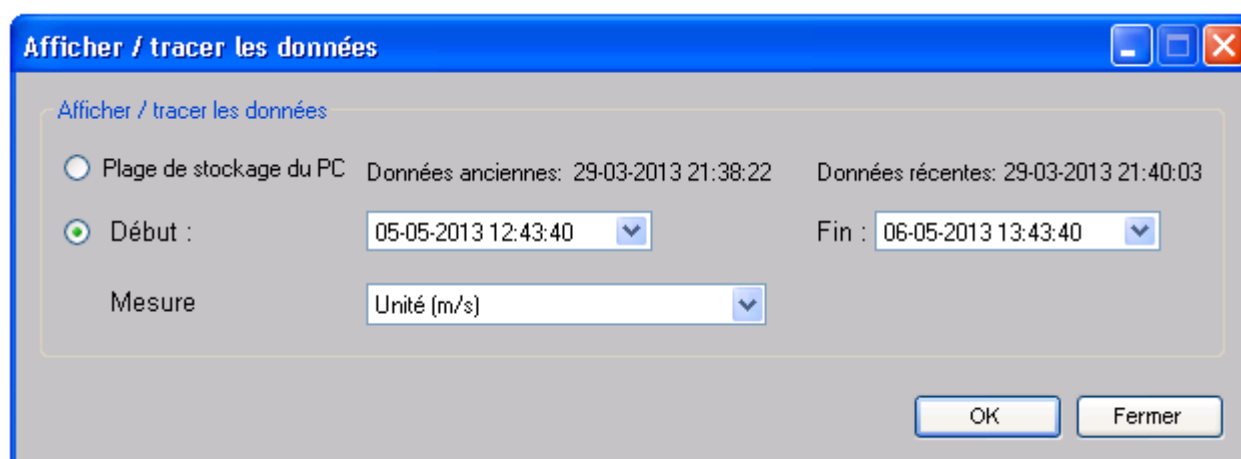 Afficher / tracer les données
Afficher / tracer les données
Plage de stockage du PC Données anciennes: 29-03-2013 21:38:22 Données récentes: 29-03-2013 21:40:03
Début : 05-05-2013 12:43:40 Fin : 06-05-2013 13:43:40
Mesure Unité (m/s)
OK Fermer